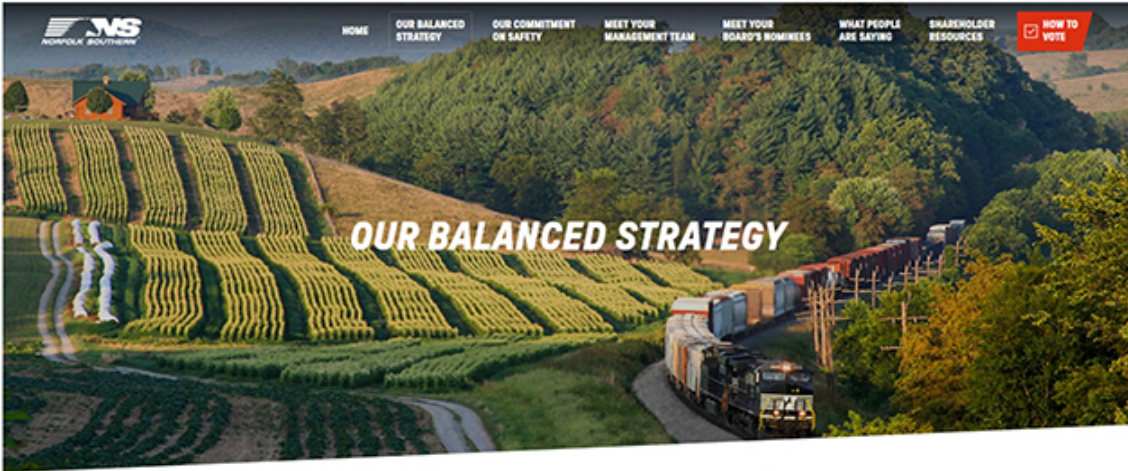 NS
NORFOLK SOUTHERN
HOME
OUR BALANCED
STRATEGY
OUR COMMITMENT
ON SAFETY
MEET YOUR
MANAGEMENT TEAM
MEET YOUR
BOARD'S NOMINEES
WHAT PEOPLE
ARE SAYING
SHAREHOLDER
RESOURCES
HOW TO
VOTE
OUR BALANCED STRATEGY